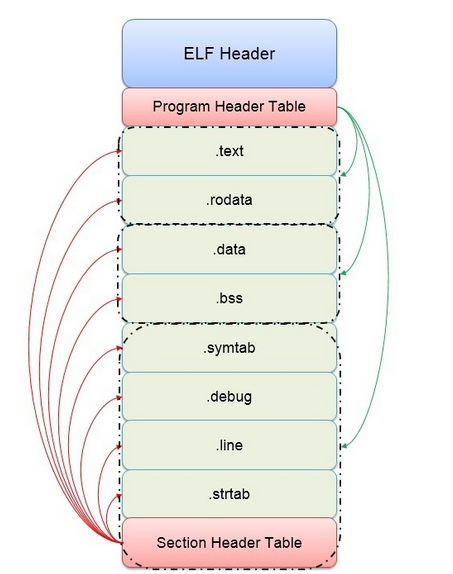 ELF Header
Program Header Table
.text
.rodata
.data
.bss
.symtab
.debug
.line
.strtab
Section Header Table